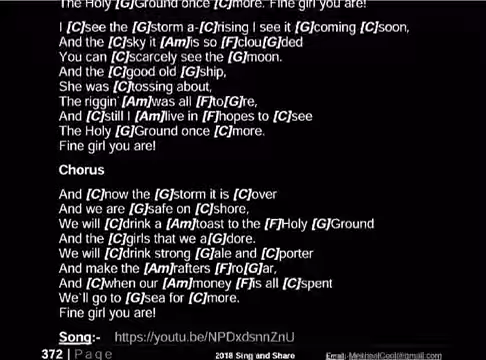 The Holy [G]Ground once [C]more. Fine girl you are!
I [C]see the [G]storm a-[C]rising I see it [G]coming [C]soon,
And the [C]sky it [Am]is so [F]clou[G]ded
You can [C]scarcely see the [G]moon.
And the [C]good old [G]ship,
She was [C]tossing about,
The riggin` [Am]was all [F]to[G]re,
And [C]still I [Am]live in [F]hopes to [C]see
The Holy [G]Ground once [C]more.
Fine girl you are!
Chorus
And [C]now the [G]storm it is [C]over
And we are [G]safe on [C]shore,
We will [C]drink a [Am]toast to the [F]Holy [G]Ground
And the [C]girls that we a[G]dore.
We will [C]drink strong [G]ale and [C]porter
And make the [Am]rafters [F]ro[G]ar,
And [C]when our [Am]money [F]is all [C]spent
We`ll go to [G]sea for [C]more.
Fine girl you are!
Song:- https://youtu.be/NPDxdsnnZnU
372 | Page 2018 Sing and Share Email: